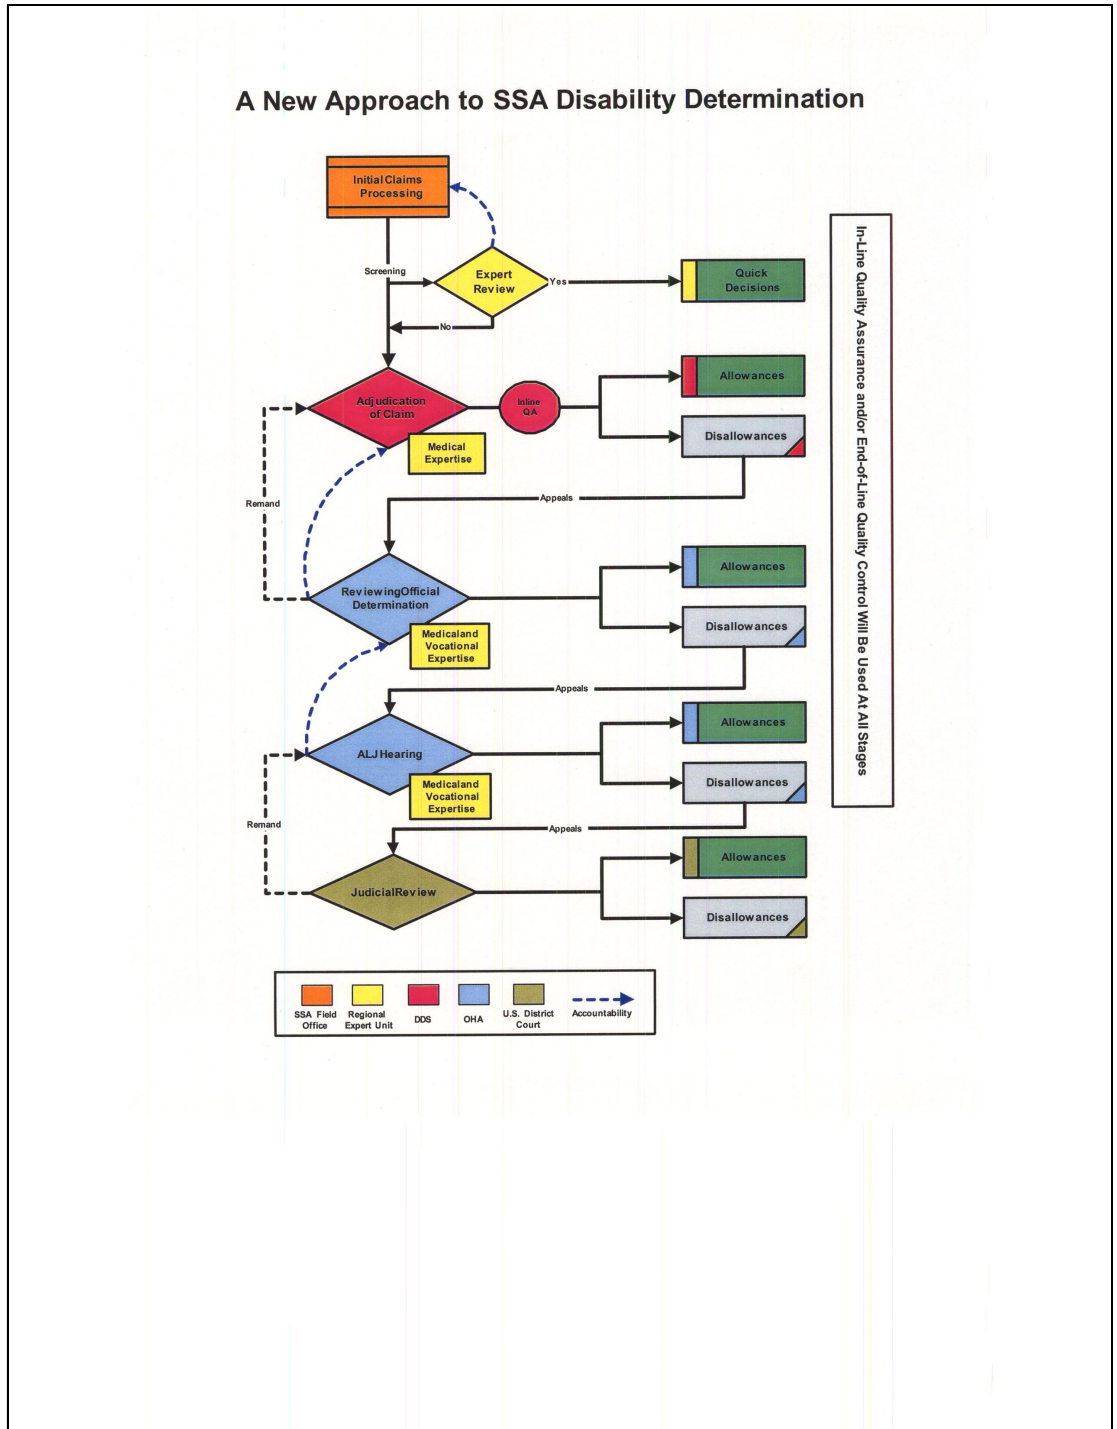 A New Approach to SSA Disability Determination
Initial Claims
Processing
Screening
Expert
Review
Yes
Quick
Decisions
No
Adjudication
of Claim
Inline
QA
Allowances
Disallowances
Medical
Expertise
Appeals
Remand
ReviewingOfficial
Determination
Allowances
Disallowances
Medicaland
Vocational
Expertise
Appeals
ALJ Hearing
Allowances
Disallowances
Medicaland
Vocational
Expertise
Appeals
Remand
JudicialReview
Allowances
Disallowances
In-Line Quality Assurance and/or End-of-Line Quality Control Will Be Used At All Stages
SSA Field
Office
Regional
Expert Unit
DDS
OHA
U.S. District
Court
Accountability